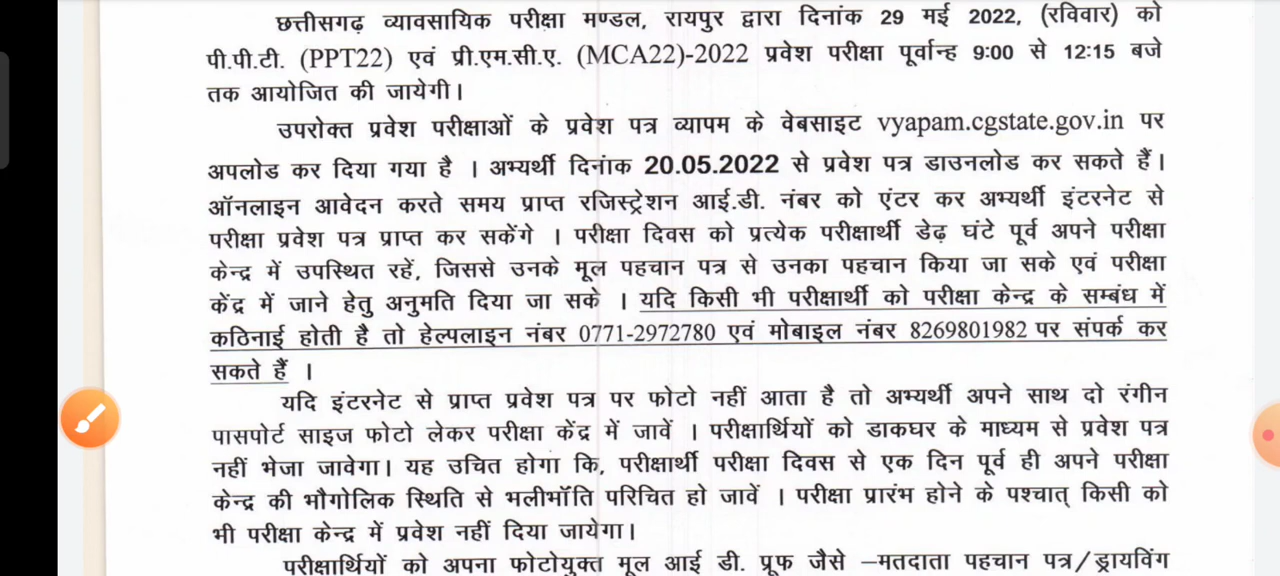 छत्तीसगढ़ व्यावसायिक परीक्षा मण्डल, रायपुर द्वारा दिनांक 29 मई 2022, (रविवार) को
पी.पी.टी. (PPT22) एवं प्री.एम.सी.ए. (MCA22)-2022 प्रवेश परीक्षा पूर्वान्ह 9:00 से 12:15 बजे
तक आयोजित की जायेगी।
उपरोक्त प्रवेश परीक्षाओं के प्रवेश पत्र व्यापम के वेबसाइट vyapam.cgstate.gov.in पर
अपलोड कर दिया गया है । अभ्यर्थी दिनांक 20.05.2022 से प्रवेश पत्र डाउनलोड कर सकते हैं।
ऑनलाइन आवेदन करते समय प्राप्त रजिस्ट्रेशन आई.डी. नंबर को एंटर कर अभ्यर्थी इंटरनेट से
परीक्षा प्रवेश पत्र प्राप्त कर सकेंगे । परीक्षा दिवस को प्रत्येक परीक्षार्थी डेढ़ घंटे पूर्व अपने परीक्षा
केन्द्र में उपस्थित रहें, जिससे उनके मूल पहचान पत्र से उनका पहचान किया जा सके एवं परीक्षा
केंद्र में जाने हेतु अनुमति दिया जा सके । यदि किसी भी परीक्षार्थी को परीक्षा केन्द्र के सम्बंध में
कठिनाई होती है तो हेल्पलाइन नंबर 0771-2972780 एवं मोबाइल नंबर 8269801982 पर संपर्क कर
सकते हैं ।
यदि इंटरनेट से प्राप्त प्रवेश पत्र पर फोटो नहीं आता है तो अभ्यर्थी अपने साथ दो रंगीन
पासपोर्ट साइज फोटो लेकर परीक्षा केंद्र में जावें । परीक्षार्थियों को डाकघर के माध्यम से प्रवेश पत्र
नहीं भेजा जावेगा। यह उचित होगा कि, परीक्षार्थी परीक्षा दिवस से एक दिन पूर्व ही अपने परीक्षा
केन्द्र की भौगोलिक स्थिति से भलीभॉति परिचित हो जावें । परीक्षा प्रारंभ होने के पश्चात् किसी को
भी परीक्षा केन्द्र में प्रवेश नहीं दिया जायेगा।
परीक्षार्थियों को अपना फोटोयुक्त मूल आई डी. प्रूफ जैसे –मतदाता पहचान पत्र/ड्रायविंग